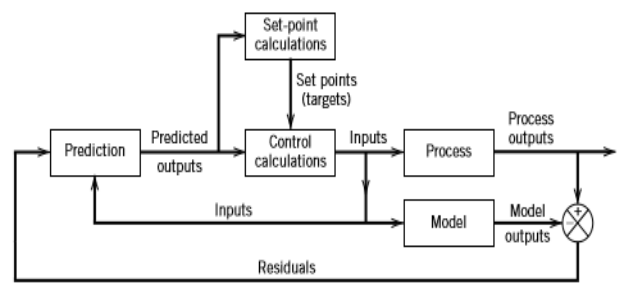 Set-point
calculations
Set points
(targets)
Process
outputs
Prediction
Predicted
outputs
Control
calculations
Inputs
Process
Inputs
Model
Model
outputs
+
−
Residuals